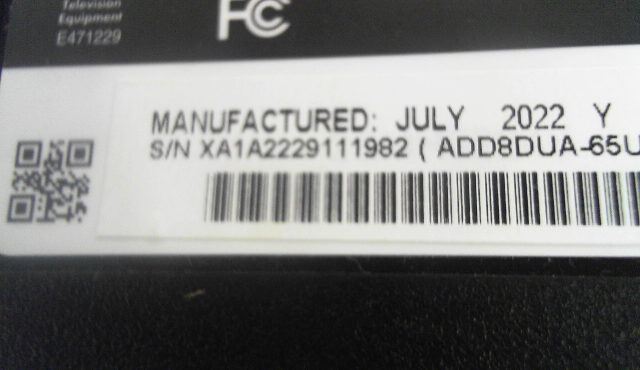 Television
Equipment
E471229
FC
MANUFACTURED: JULY 2022 Y
S/N XA1A2229111982 ( ADD8DUA-65U